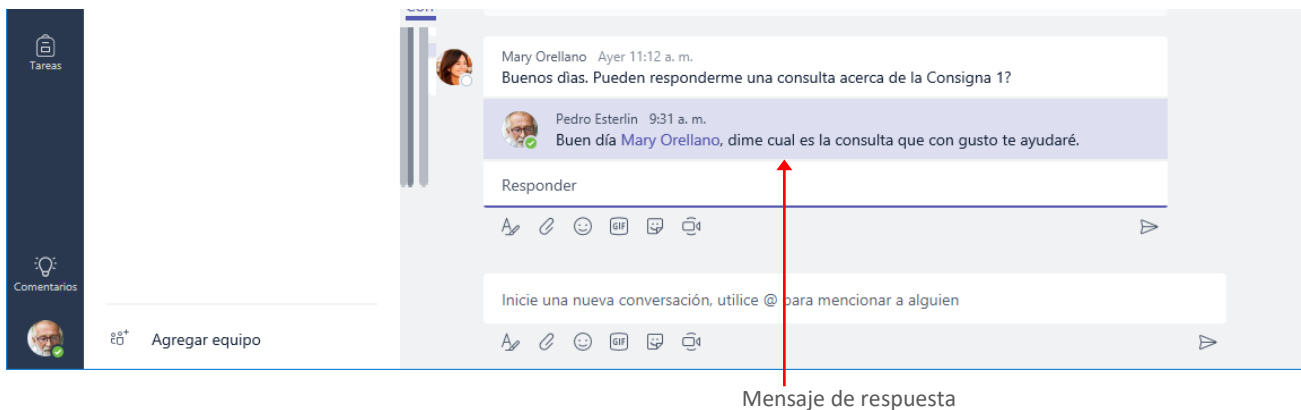 Tareas
Mary Orellano Ayer 11:12 a. m.
Buenos dìas. Pueden responderme una consulta acerca de la Consigna 1?
Pedro Esterlin 9:31 a. m.
Buen día Mary Orellano, dime cual es la consulta que con gusto te ayudaré.
Responder
GIF
Comentarios
Inicie una nueva conversación, utilice @ para mencionar a alguien
Agregar equipo
GIF
Mensaje de respuesta